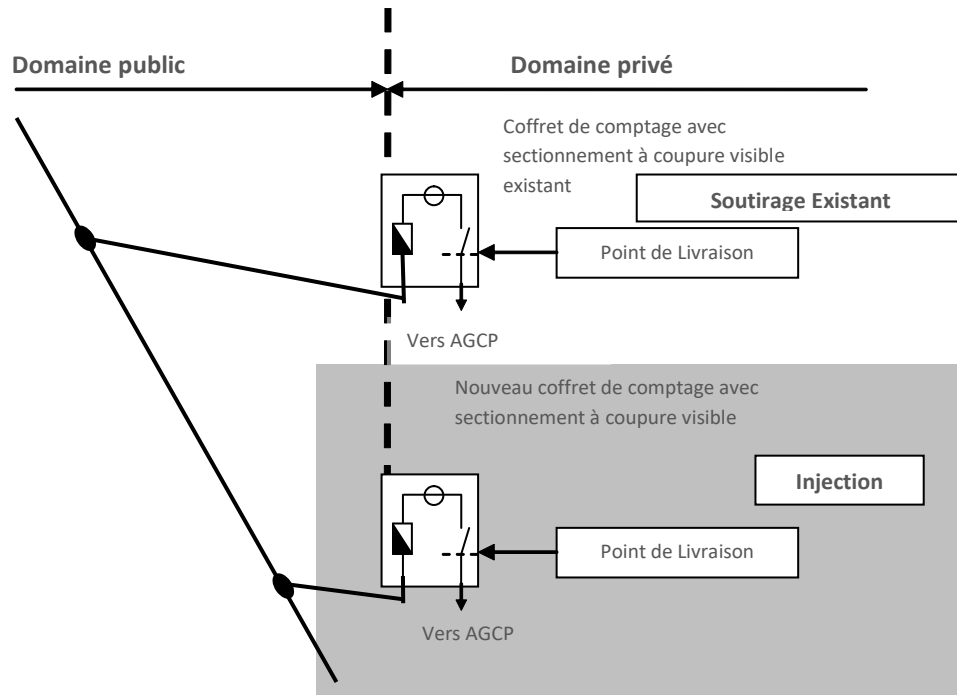 Domaine public
Domaine privé
Coffret de comptage avec
sectionnement à coupure visible
existant
Soutirage Existant
Point de Livraison
Vers AGCP
Nouveau coffret de comptage avec
sectionnement à coupure visible
Injection
Point de Livraison
Vers AGCP